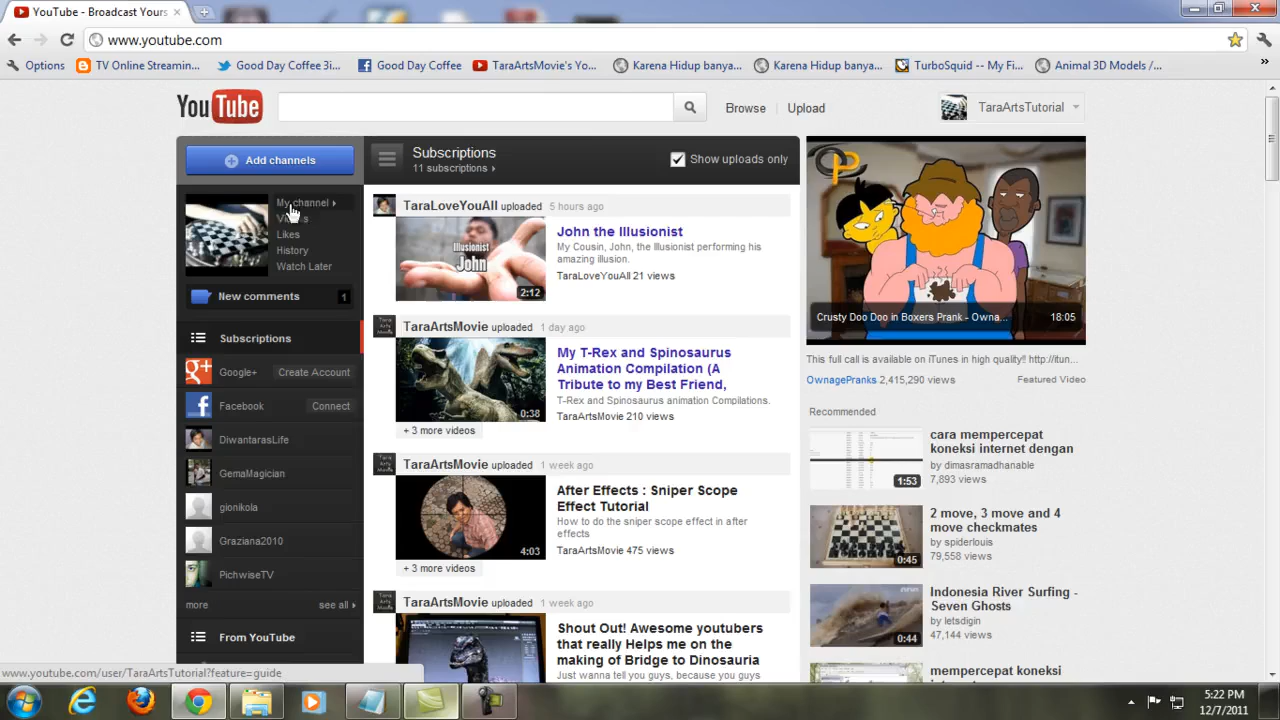 YouTube - Broadcast Yours
www.youtube.com
Options
TV Online Streamin...
Good Day Coffee 3i...
Good Day Coffee
TaraArtsMovie's Yo...
Karena Hidup banya...
Karena Hidup banya...
TurboSquid -- My Fi...
Animal 3D Models /...
»
YouTube
Browse
Upload
TaraArtsTutorial
Add channels
My channel
Likes
History
Watch Later
New comments
1
Subscriptions
Google+
Create Account
Facebook
Connect
DiwantarasLife
GemaMagician
gionikola
Graziana2010
PichwiseTV
more
see all
From YouTube
Subscriptions
11 subscriptions
Show uploads only
TaraLoveYouAll uploaded 5 hours ago
Illusionist
John
2:12
John the Illusionist
My Cousin, John, the Illusionist performing his
amazing illusion.
TaraLoveYouAll 21 views
Tara
Arts
Movie
TaraArtsMovie uploaded 1 day ago
0:38
My T-Rex and Spinosaurus
Animation Compilation (A
Tribute to my Best Friend,
T-Rex and Spinosaurus animation Compilations.
TaraArtsMovie 210 views
+ 3 more videos
Tara
Arts
Movie
TaraArtsMovie uploaded 1 week ago
4:03
After Effects : Sniper Scope
Effect Tutorial
How to do the sniper scope effect in after
effects
TaraArtsMovie 475 views
+ 3 more videos
Tara
Arts
Movie
TaraArtsMovie uploaded 1 week ago
Shout Out! Awesome youtubers
that really Helps me on the
making of Bridge to Dinosauria
Just wanna tell you guys, because you guys
OP
Crusty Doo Doo in Boxers Prank - Owna...
18:05
This full call is available on iTunes in high quality!! http://itun...
OwnagePranks 2,415,290 views
Featured Video
Recommended
1:53
cara mempercepat
koneksi internet dengan
by dimasramadhanable
7,893 views
0:45
2 move, 3 move and 4
move checkmates
by spiderlouis
79,558 views
0:44
Indonesia River Surfing -
Seven Ghosts
by letsdigin
47,144 views
mempercepat koneksi
www.youtube.com/user/TaraArtsTutorial?feature=guide
5:22 PM
12/7/2011